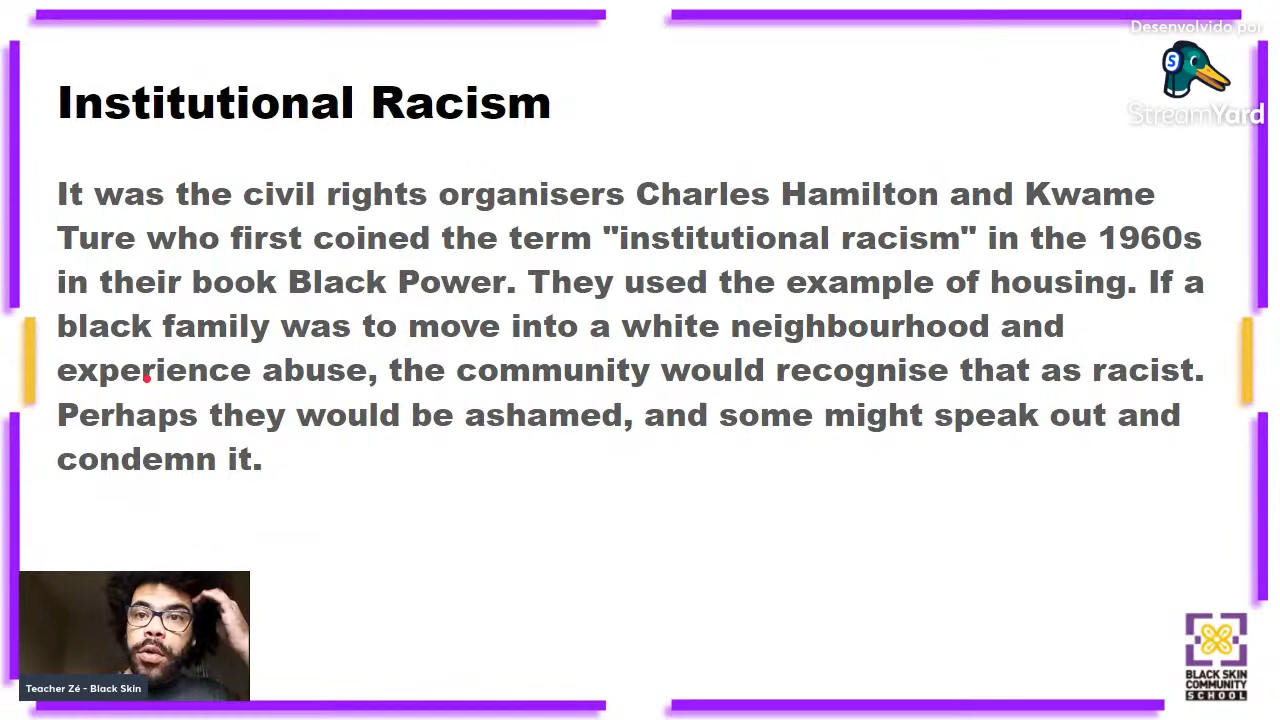 Desenvolvido por
S
StreamYard
Institutional Racism
It was the civil rights organisers Charles Hamilton and Kwame
Ture who first coined the term "institutional racism" in the 1960s
in their book Black Power. They used the example of housing. If a
black family was to move into a white neighbourhood and
experience abuse, the community would recognise that as racist.
Perhaps they would be ashamed, and some might speak out and
condemn it.
Teacher Zé - Black Skin
BLACK SKIN
COMMUNITY
SCHOOL